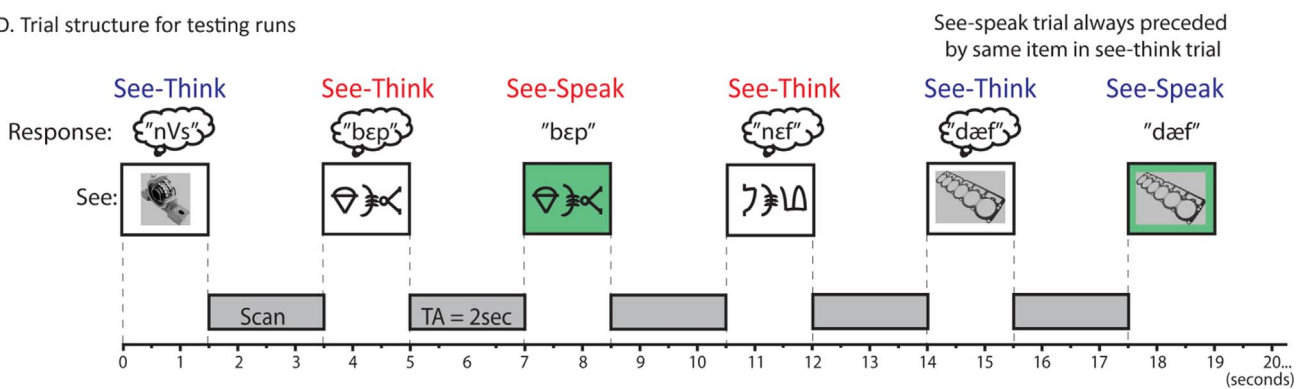 D. Trial structure for testing runs
See-speak trial always preceded
by same item in see-think trial
See-Think See-Think See-Speak See-Think See-Think See-Speak
Response: "nVs" "bɛp" "bɛp" "nɛf" "dæf" "dæf"
See:
Scan TA = 2sec
0 1 2 3 4 5 6 7 8 9 10 11 12 13 14 15 16 17 18 19 20...
(seconds)